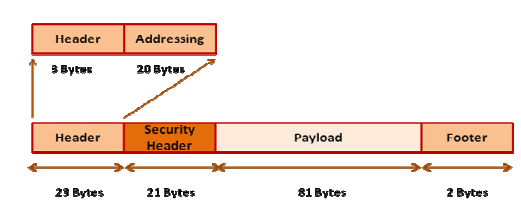 Header Addressing
3 Bytes 20 Bytes
Header Security Header Payload Footer
23 Bytes 21 Bytes 81 Bytes 2 Bytes